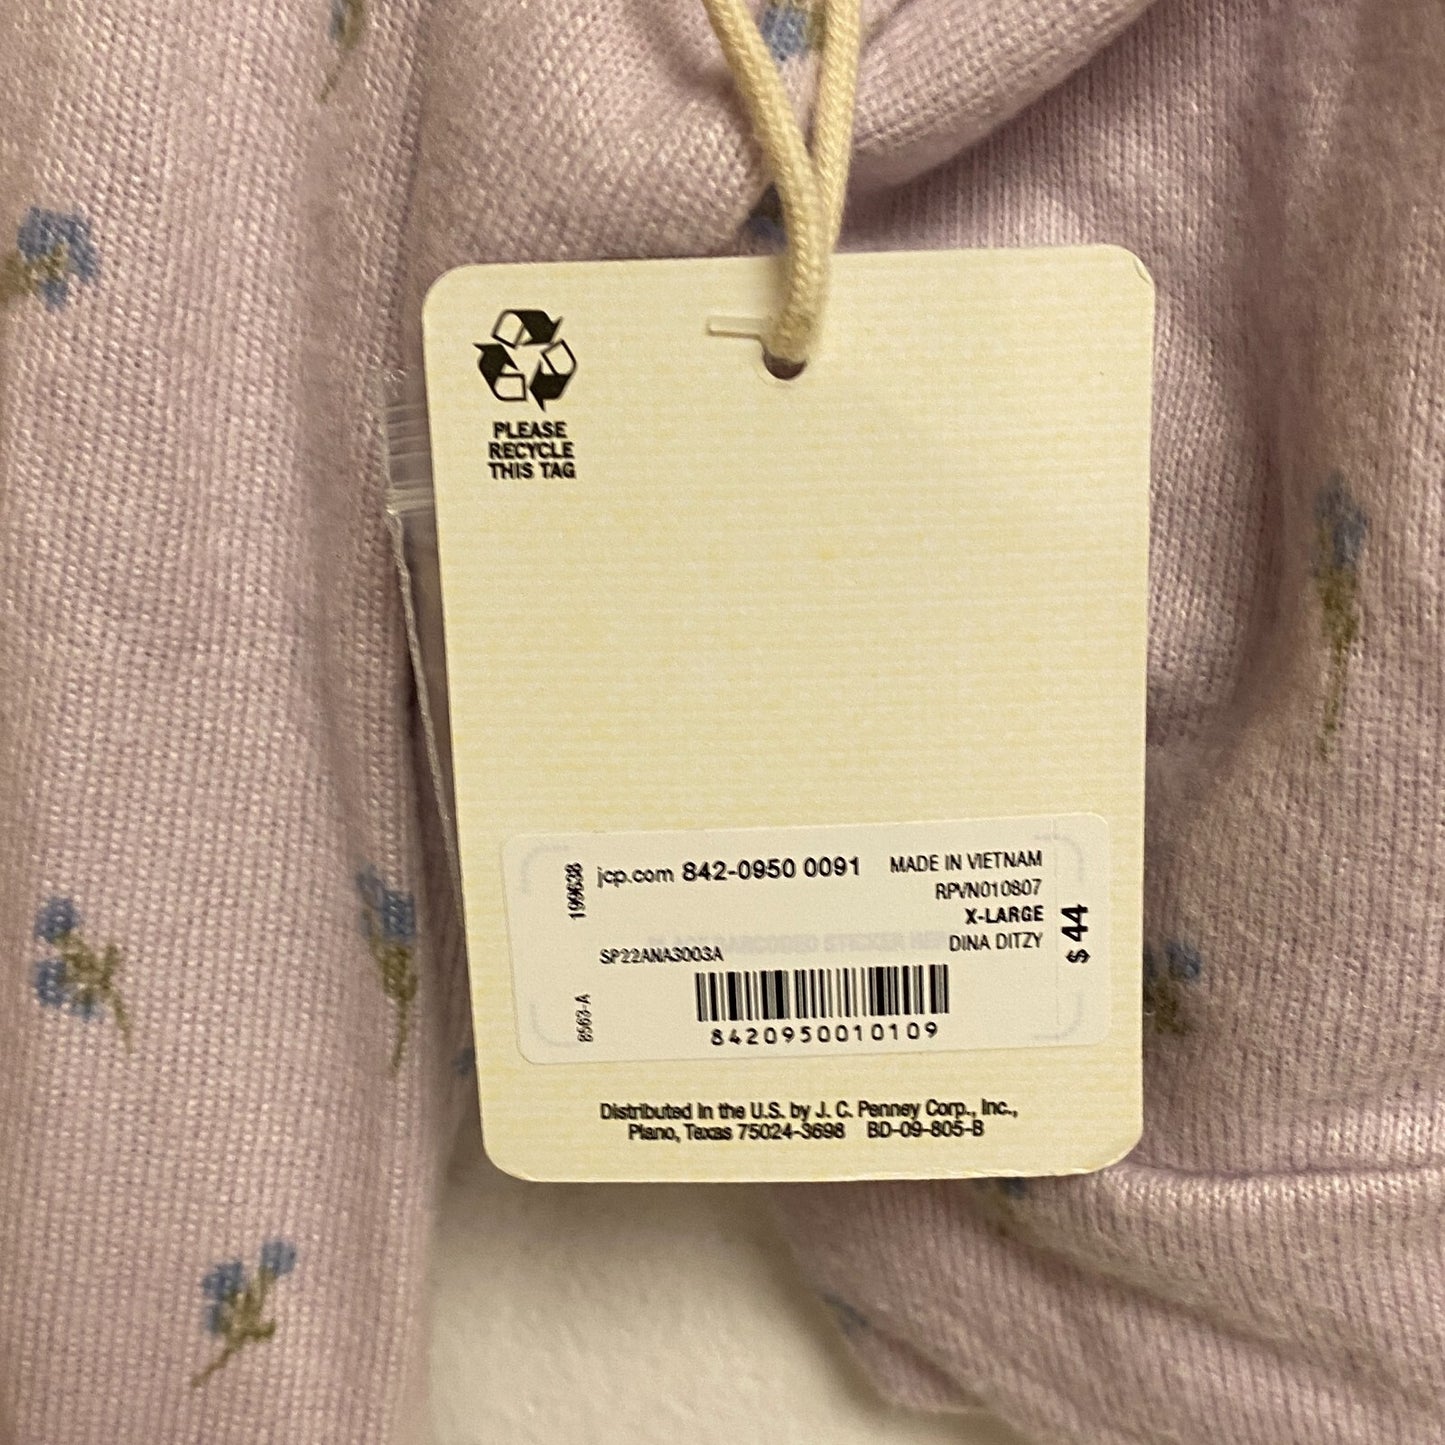 PLEASE
RECYCLE
THIS TAG
199638
jcp.com 842-0950 0091
MADE IN VIETNAM
RPVN010807
X-LARGE
DINA DITZY
$ 44
SP22ANA3003A
8563-A
8420950010109
Distributed in the U.S. by J. C. Penney Corp., Inc.,
Plano, Texas 75024-3698 BD-09-805-B